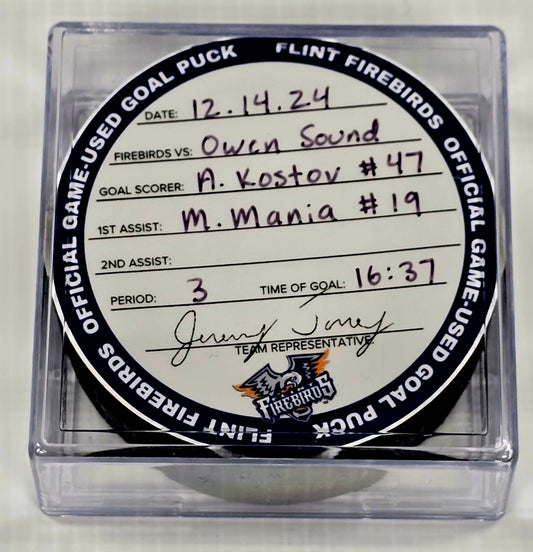 FLINT FIREBIRDS OFFICIAL GAME-USED GOAL PUCK
FLINT FIREBIRDS OFFICIAL GAME-USED GOAL PUCK
DATE: 12.14.24
FIREBIRDS VS: Owen Sound
GOAL SCORER: A. Kostov #47
1ST ASSIST: M. Mania #19
2ND ASSIST:
PERIOD: 3 TIME OF GOAL: 16:37
TEAM REPRESENTATIVE
FIREBIRDS